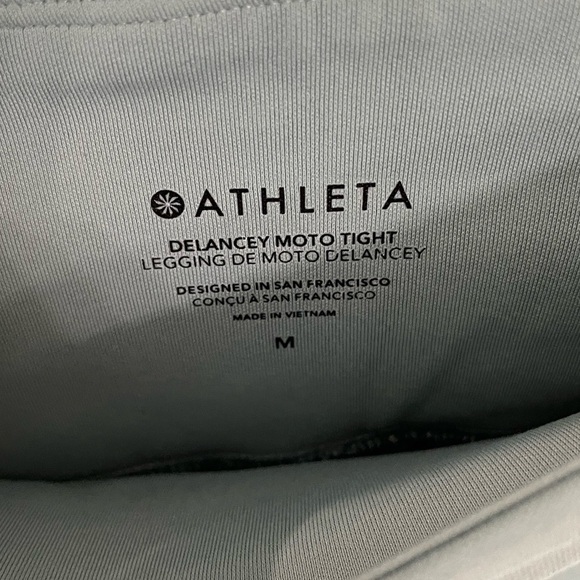 ATHLETA
DELANCEY MOTO TIGHT
LEGGING DE MOTO DELANCEY
DESIGNED IN SAN FRANCISCO
CONÇU À SAN FRANCISCO
MADE IN VIETNAM
M